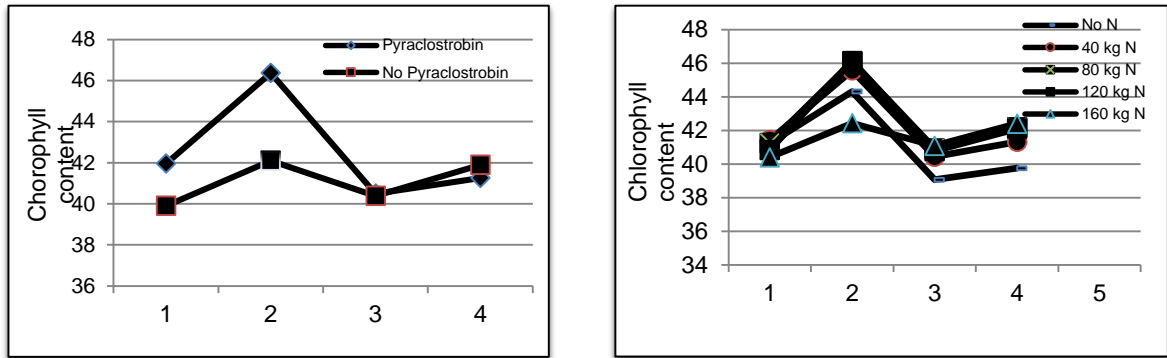 Chorophyll
content
48
46
44
42
40
38
36
1 2 3 4
Pyraclostrobin
No Pyraclostrobin
Chlorophyll
content
48
46
44
42
40
38
36
34
1 2 3 4 5
No N
40 kg N
80 kg N
120 kg N
160 kg N